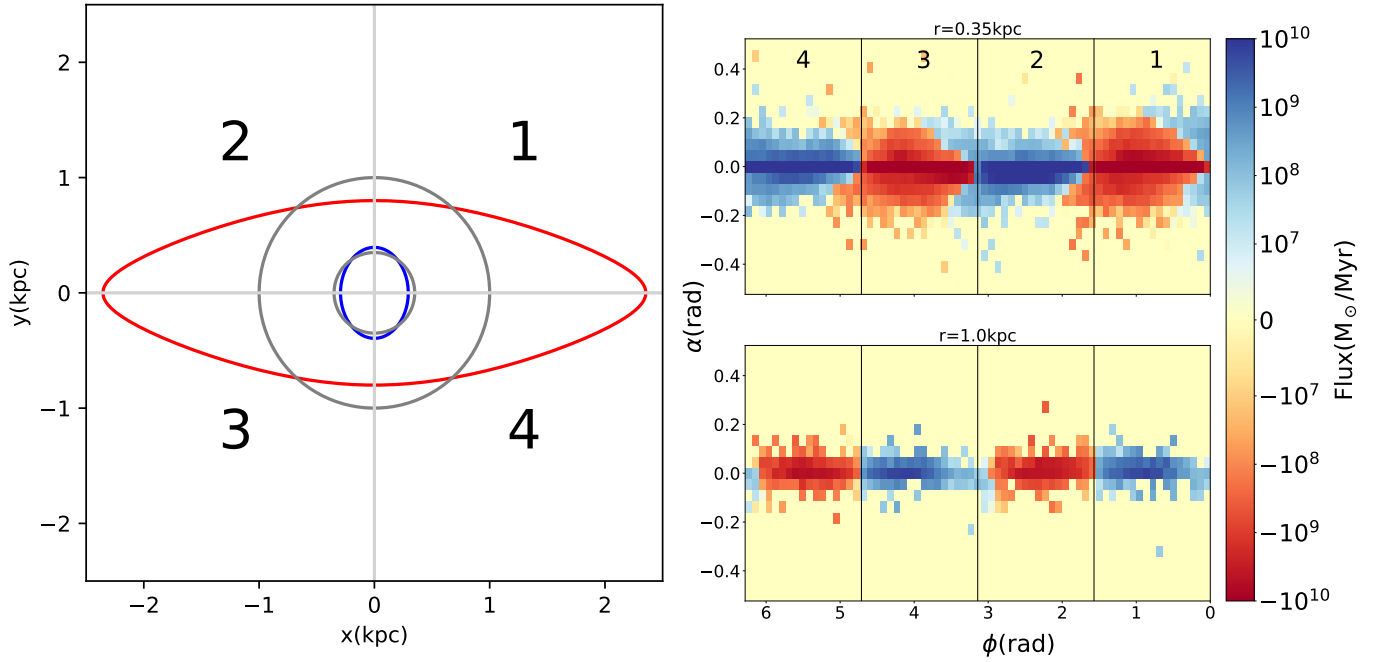 2
1
0
−1
−2
y(kpc)
2 1
3 4
−2 −1 0 1 2
x(kpc)
r=0.35kpc
4 3 2 1
0.4
0.2
0.0
−0.2
−0.4
α(rad)
r=1.0kpc
0.4
0.2
0.0
−0.2
−0.4
6 5 4 3 2 1 0
ϕ(rad)
10¹⁰
10⁹
10⁸
10⁷
0
−10⁷
−10⁸
−10⁹
−10¹⁰
Flux(M⊙/Myr)